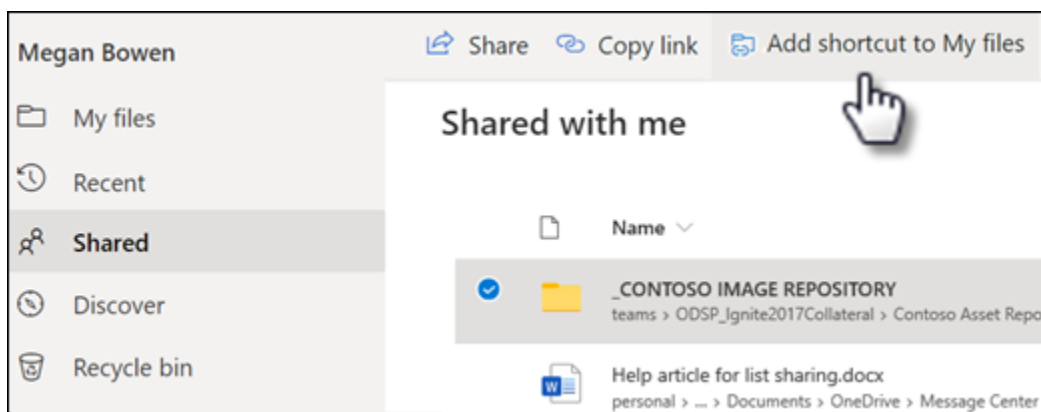 Megan Bowen
My files
Recent
Shared
Discover
Recycle bin
Share Copy link Add shortcut to My files
Shared with me
Name
_CONTOSO IMAGE REPOSITORY
teams > ODSP_Ignite2017Collateral > Contoso Asset Repo
Help article for list sharing.docx
personal > ... > Documents > OneDrive > Message Center